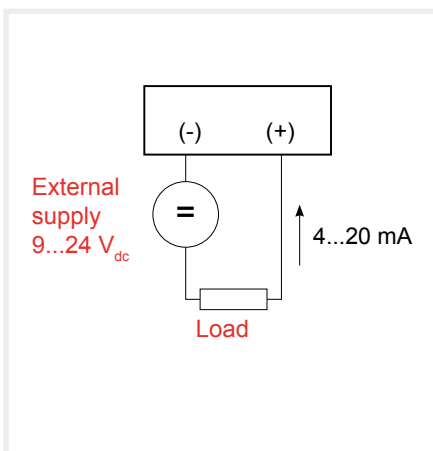 (-) (+)
External
supply
9...24 Vdc
=
4...20 mA
Load